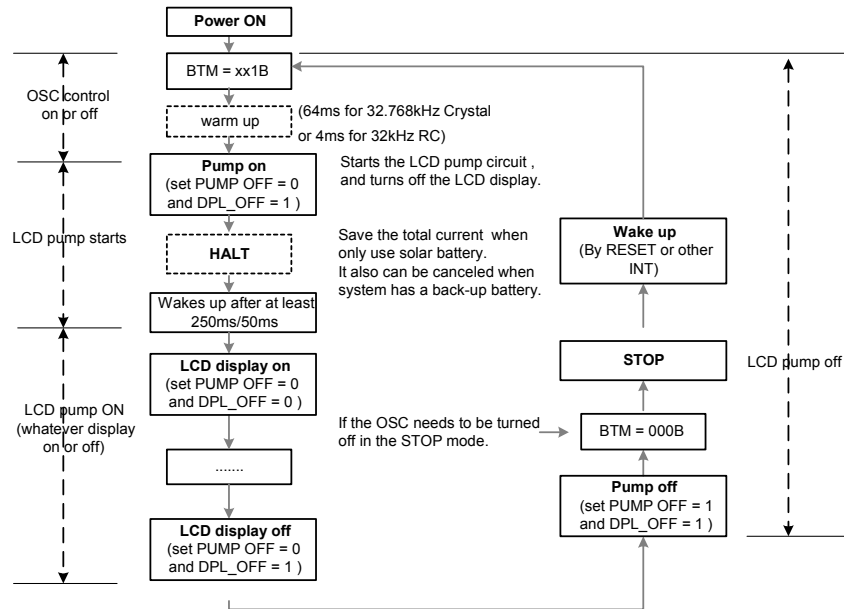 Power ON
BTM = xx1B
OSC control
on or off
warm up
(64ms for 32.768kHz Crystal
or 4ms for 32kHz RC)
Pump on
(set PUMP OFF = 0
and DPL_OFF = 1 )
Starts the LCD pump circuit ,
and turns off the LCD display.
LCD pump starts
HALT
Save the total current when
only use solar battery.
It also can be canceled when
system has a back-up battery.
Wakes up after at least
250ms/50ms
LCD display on
(set PUMP OFF = 0
and DPL_OFF = 0 )
LCD pump ON
(whatever display
on or off)
.......
LCD display off
(set PUMP OFF = 0
and DPL_OFF = 1 )
Wake up
(By RESET or other
INT)
STOP
LCD pump off
If the OSC needs to be turned
off in the STOP mode.
BTM = 000B
Pump off
(set PUMP OFF = 1
and DPL_OFF = 1 )